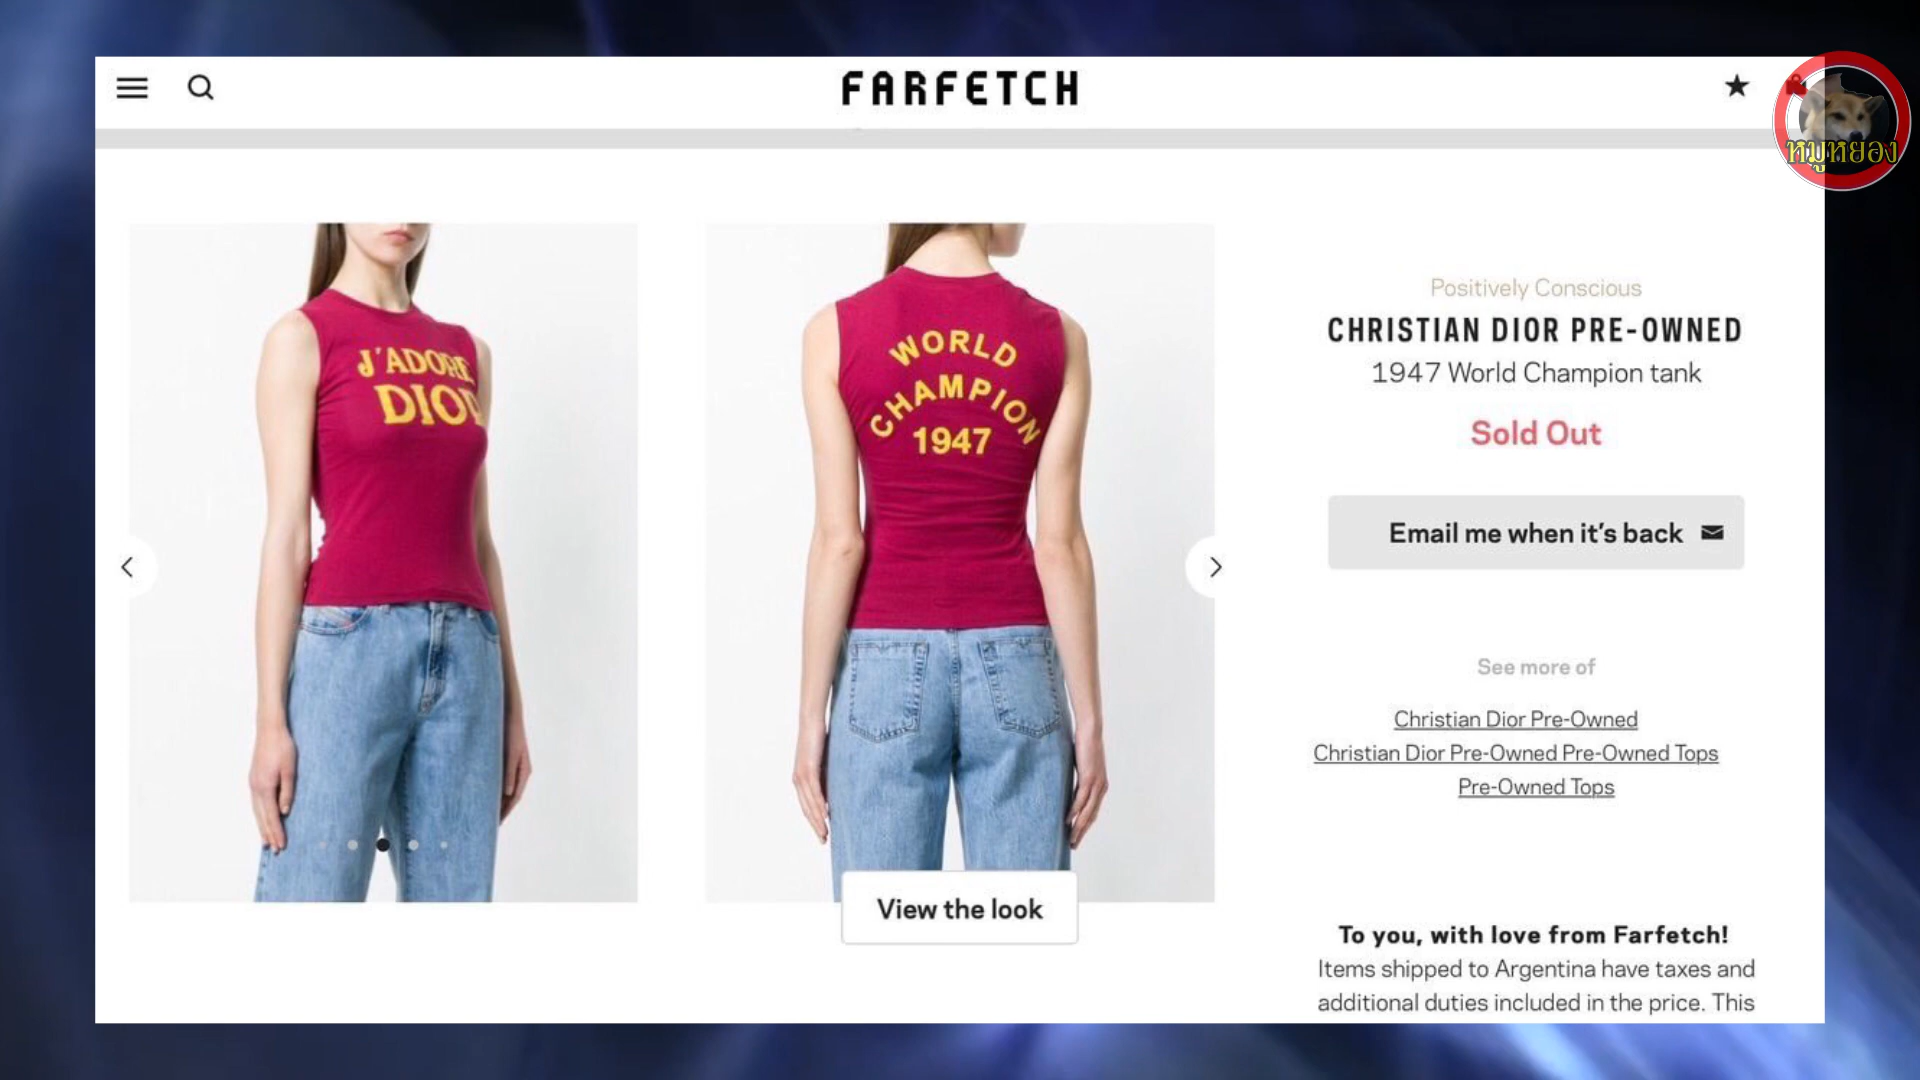 FARFETCH
หมูหยอง
J'ADORE
DIOR
WORLD
CHAMPION
1947
Positively Conscious
CHRISTIAN DIOR PRE-OWNED
1947 World Champion tank
Sold Out
Email me when it's back
See more of
Christian Dior Pre-Owned
Christian Dior Pre-Owned Pre-Owned Tops
Pre-Owned Tops
View the look
To you, with love from Farfetch!
Items shipped to Argentina have taxes and
additional duties included in the price. This